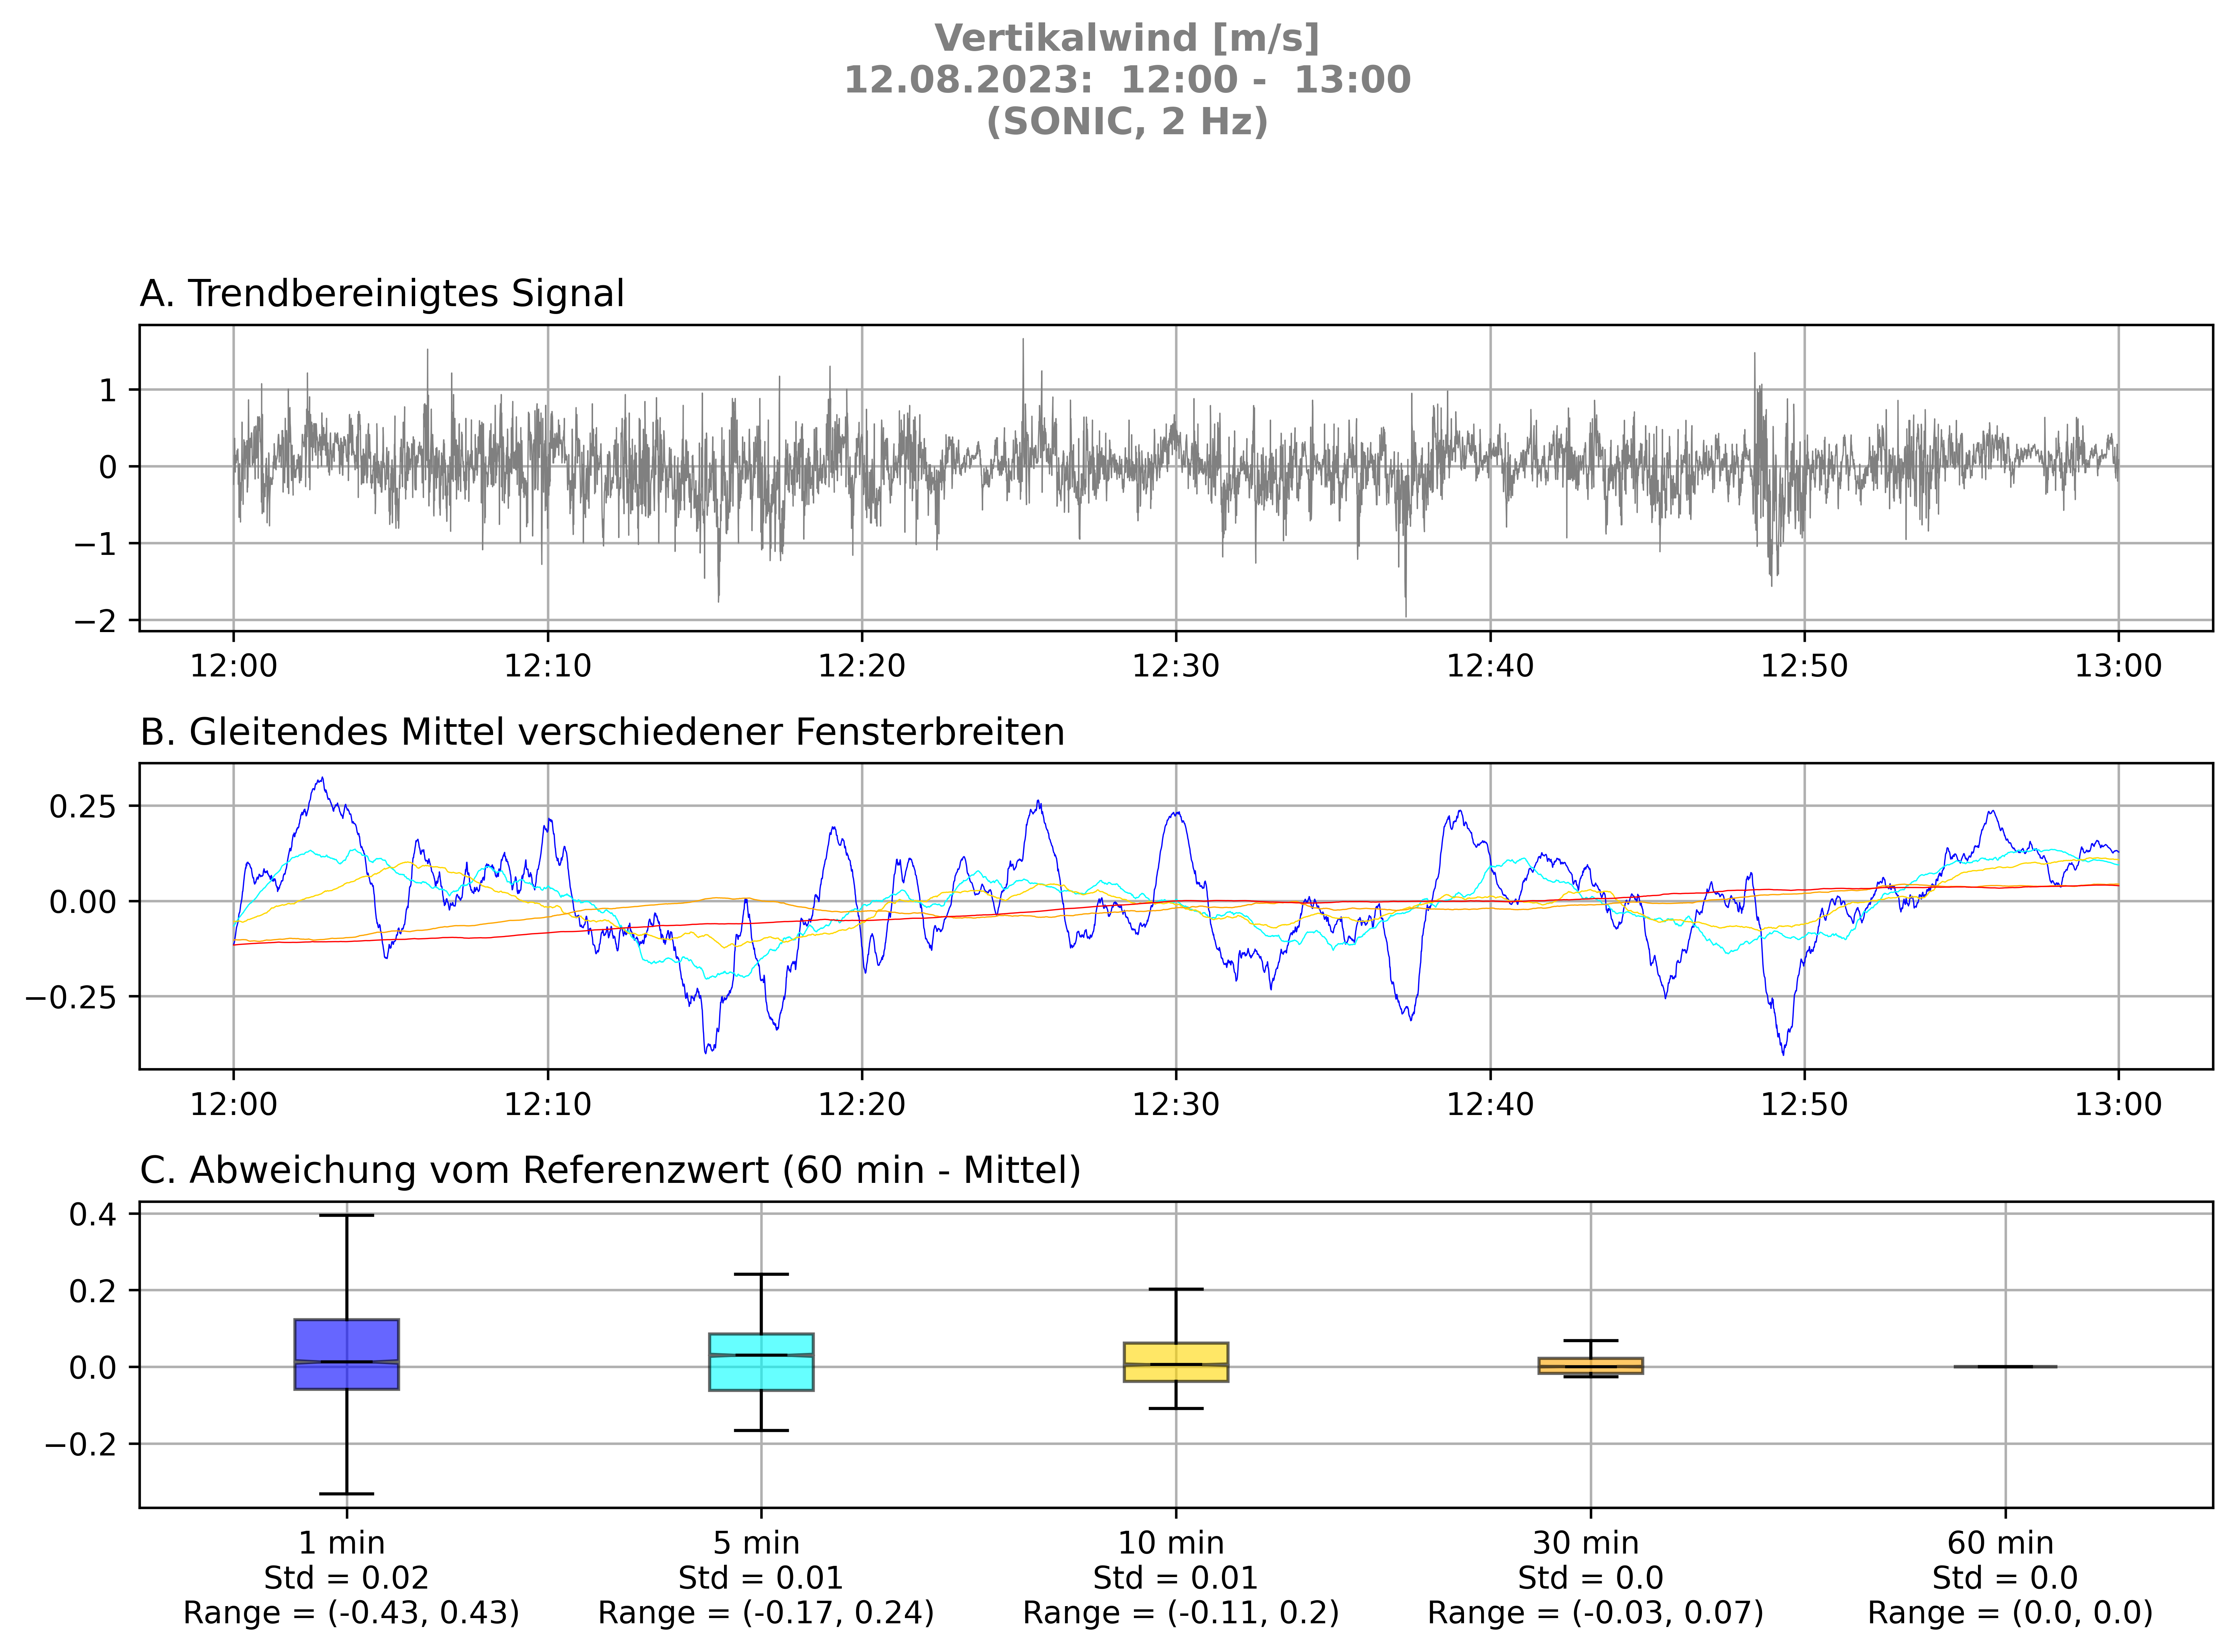 Vertikalwind [m/s]
12.08.2023:  12:00 -  13:00
(SONIC, 2 Hz)
A. Trendbereinigtes Signal
1
0
−1
−2
12:00 12:10 12:20 12:30 12:40 12:50 13:00
B. Gleitendes Mittel verschiedener Fensterbreiten
0.25
0.00
−0.25
12:00 12:10 12:20 12:30 12:40 12:50 13:00
C. Abweichung vom Referenzwert (60 min - Mittel)
0.4
0.2
0.0
−0.2
1 min 5 min 10 min 30 min 60 min
Std = 0.02 Std = 0.01 Std = 0.01 Std = 0.0 Std = 0.0
Range = (-0.43, 0.43) Range = (-0.17, 0.24) Range = (-0.11, 0.2) Range = (-0.03, 0.07) Range = (0.0, 0.0)